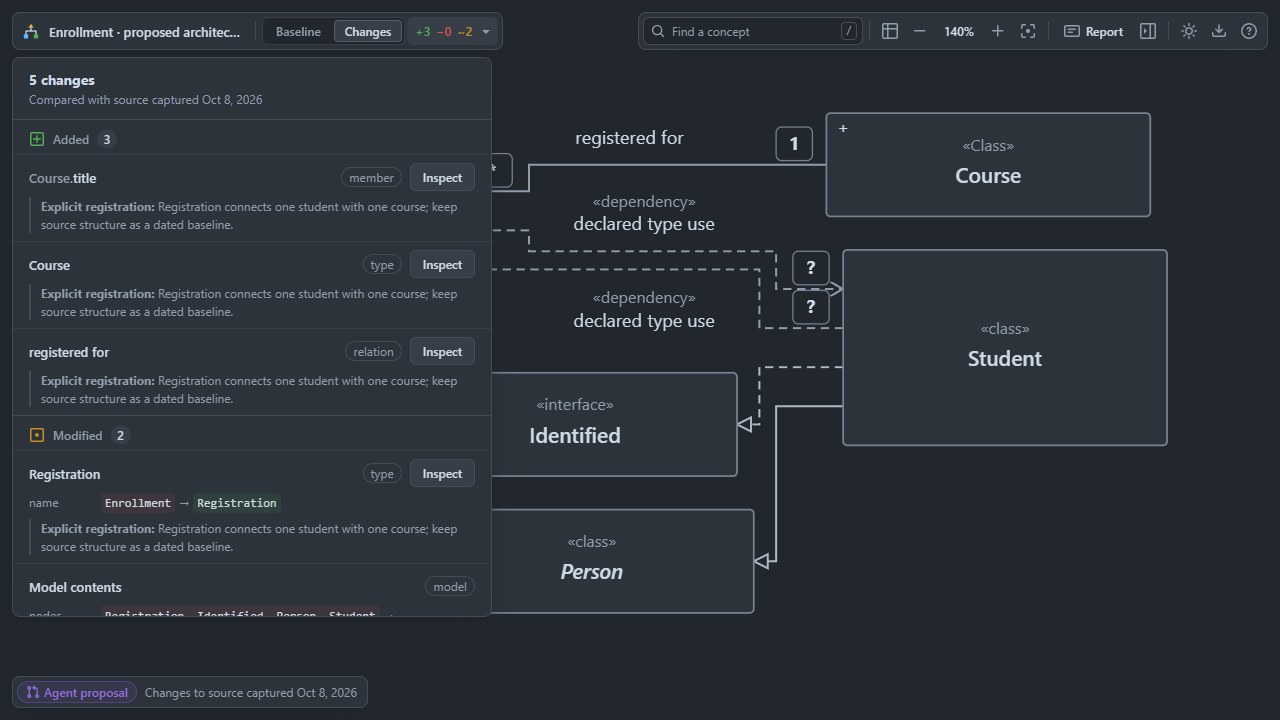 Enrollment · proposed architec...
Baseline
Changes
+3 −0 ~2
Find a concept
/
140%
Report
5 changes
Compared with source captured Oct 8, 2026
Added 3
Course.title
member
Inspect
Explicit registration: Registration connects one student with one course; keep
source structure as a dated baseline.
Course
type
Inspect
Explicit registration: Registration connects one student with one course; keep
source structure as a dated baseline.
registered for
relation
Inspect
Explicit registration: Registration connects one student with one course; keep
source structure as a dated baseline.
Modified 2
Registration
type
Inspect
name Enrollment → Registration
Explicit registration: Registration connects one student with one course; keep
source structure as a dated baseline.
Model contents
model
nodes Registration, Identified, Person, Student
registered for
*
1
+
«Class»
Course
«dependency»
declared type use
?
?
«dependency»
declared type use
«class»
Student
«interface»
Identified
«class»
Person
Agent proposal
Changes to source captured Oct 8, 2026